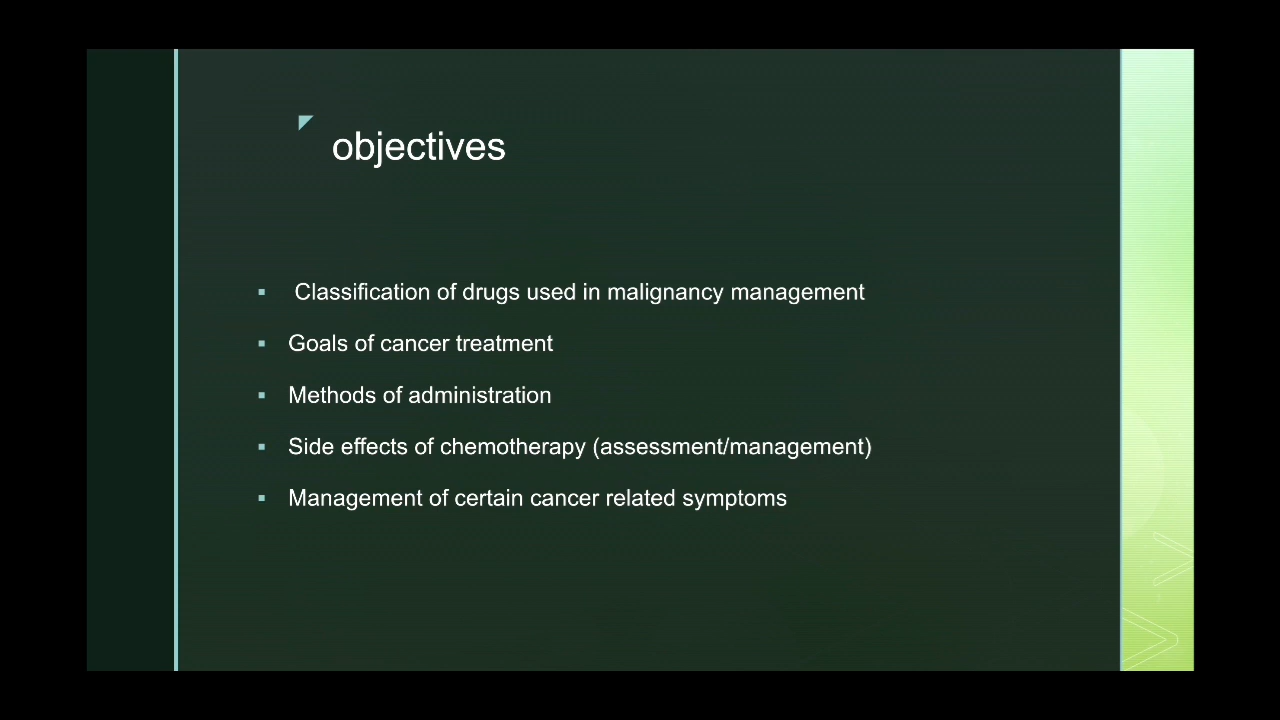 objectives
Classification of drugs used in malignancy management
Goals of cancer treatment
Methods of administration
Side effects of chemotherapy (assessment/management)
Management of certain cancer related symptoms